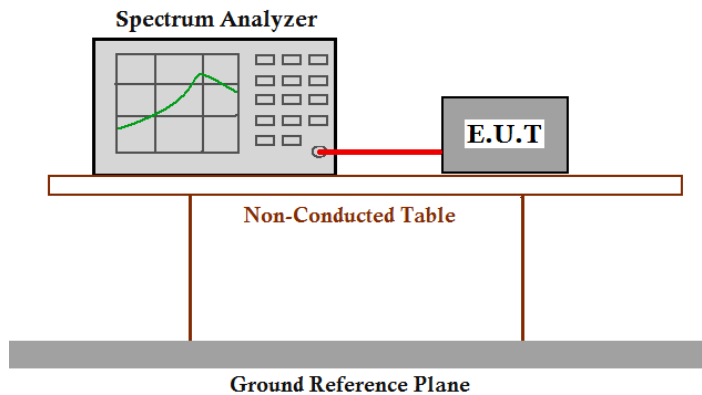 Spectrum Analyzer
E.U.T
Non-Conducted Table
Ground Reference Plane